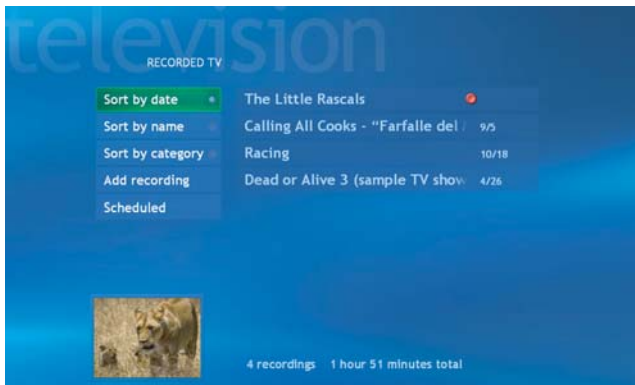 television
RECORDED TV
Sort by date
The Little Rascals
Sort by name
Calling All Cooks - "Farfalle del 9/5
Sort by category
Racing 10/18
Add recording
Dead or Alive 3 (sample TV show 4/26
Scheduled
4 recordings 1 hour 51 minutes total